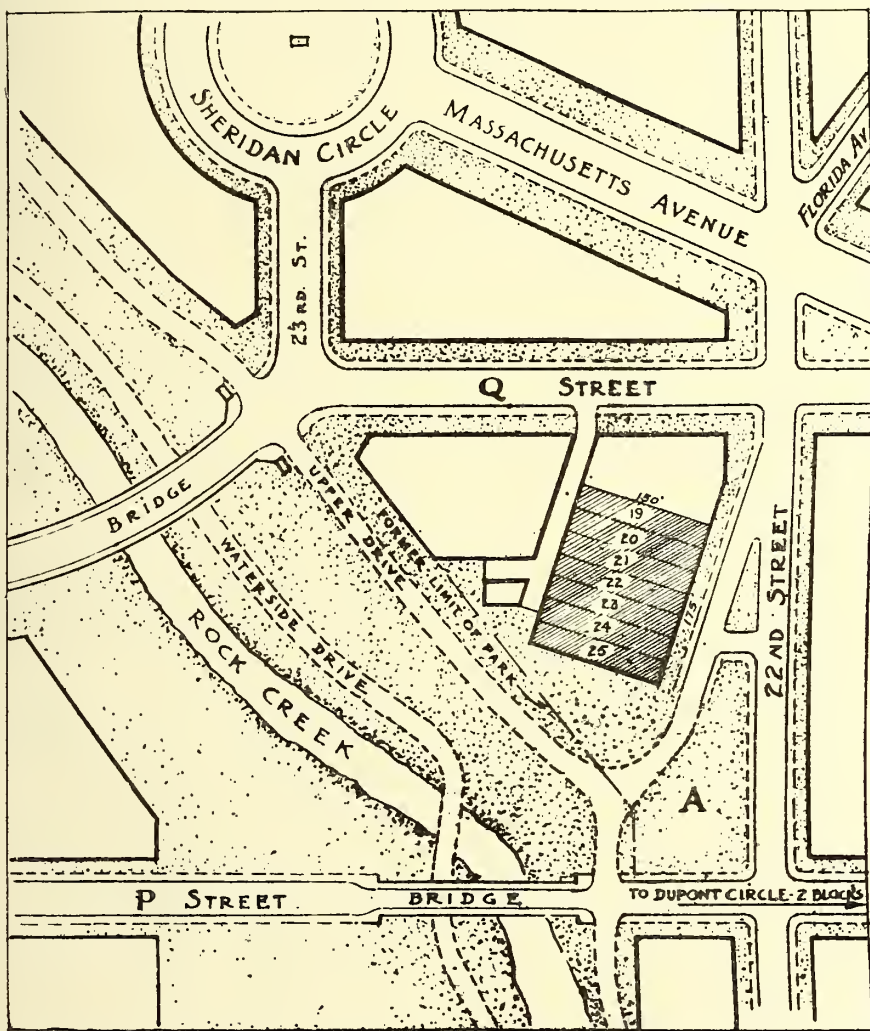 SHERIDAN CIRCLE
MASSACHUSETTS AVENUE
FLORIDA AV
23RD. ST.
Q STREET
BRIDGE
UPPER DRIVE
FORMER LIMIT OF PARK
WATERSIDE DRIVE
ROCK CREEK
150'
19
20
21
22
23
24
25
175
22ND STREET
A
P STREET
BRIDGE
TO DUPONT CIRCLE-2 BLOCKS